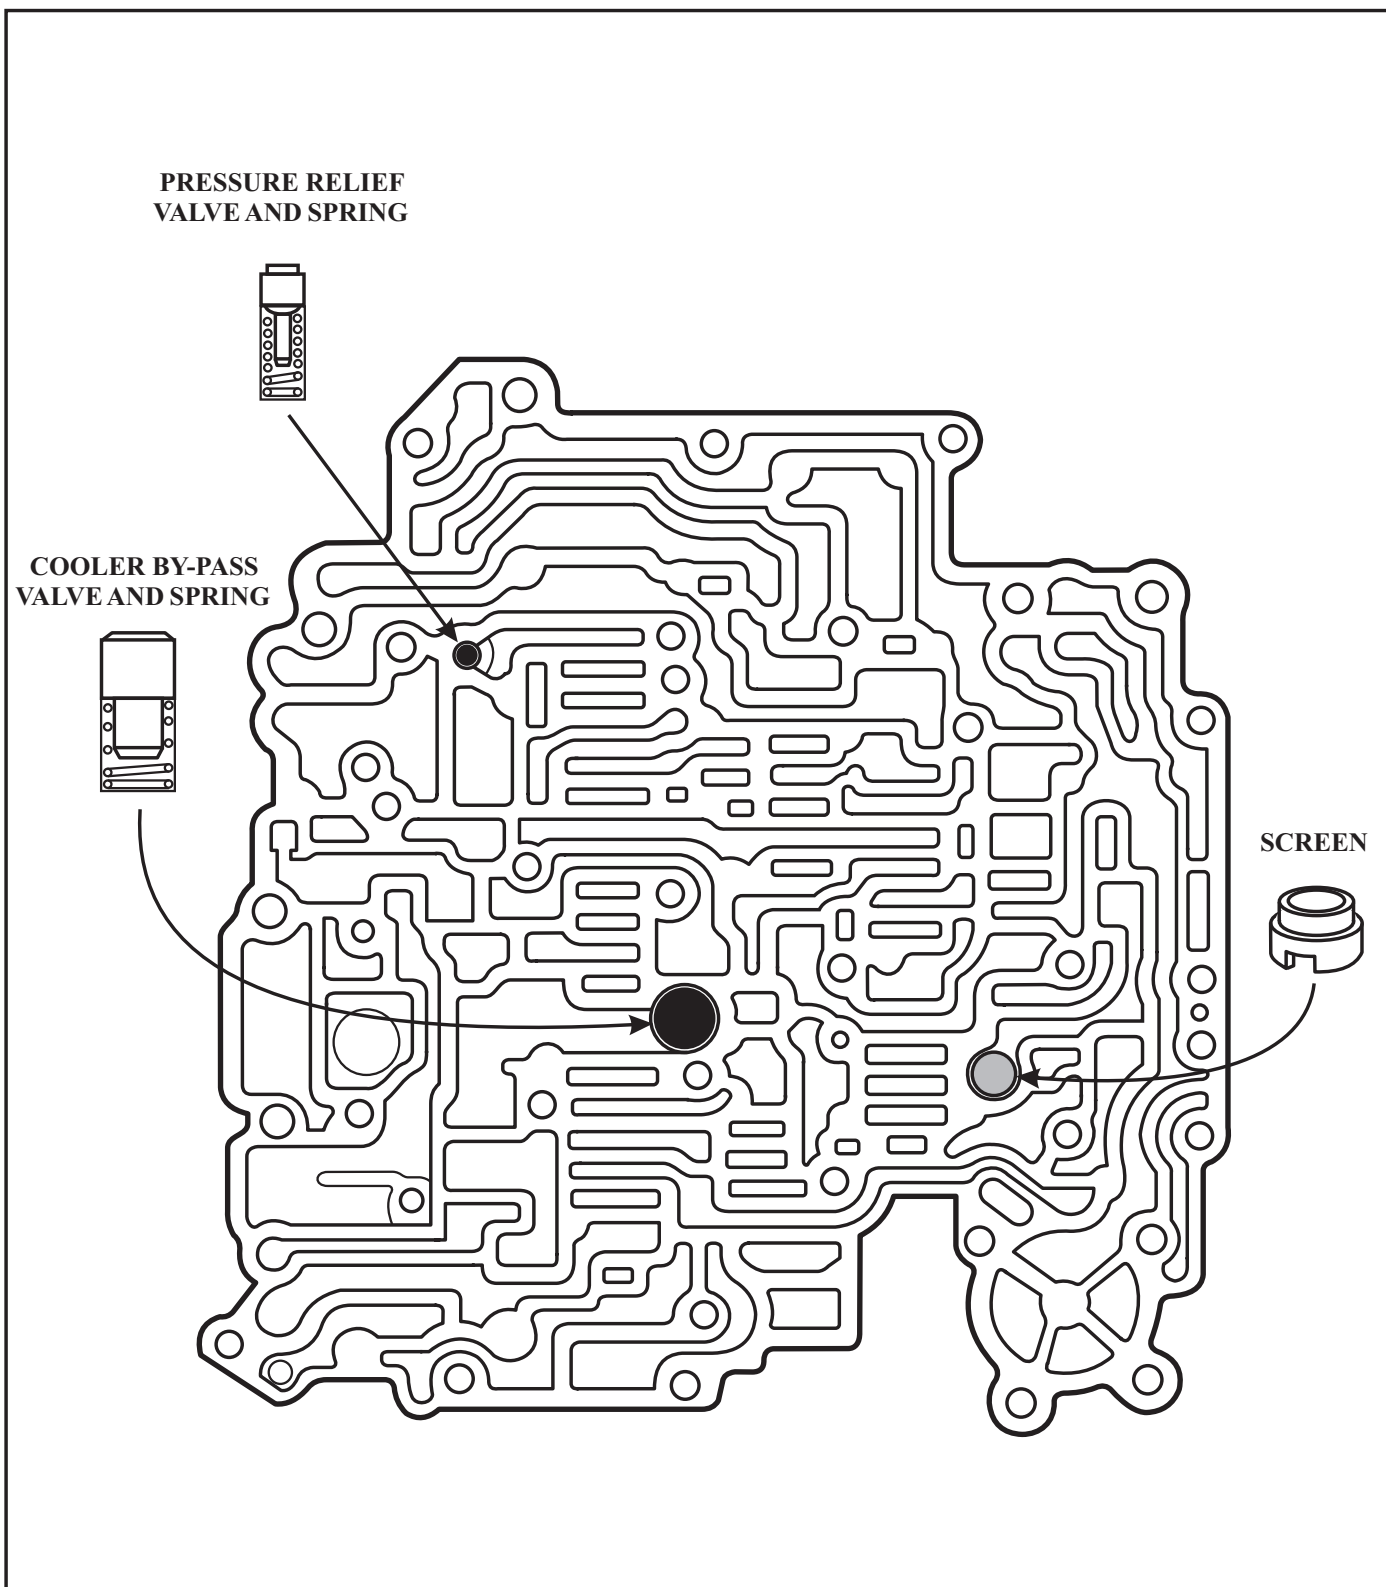 PRESSURE RELIEF
VALVE AND SPRING
COOLER BY-PASS
VALVE AND SPRING
SCREEN